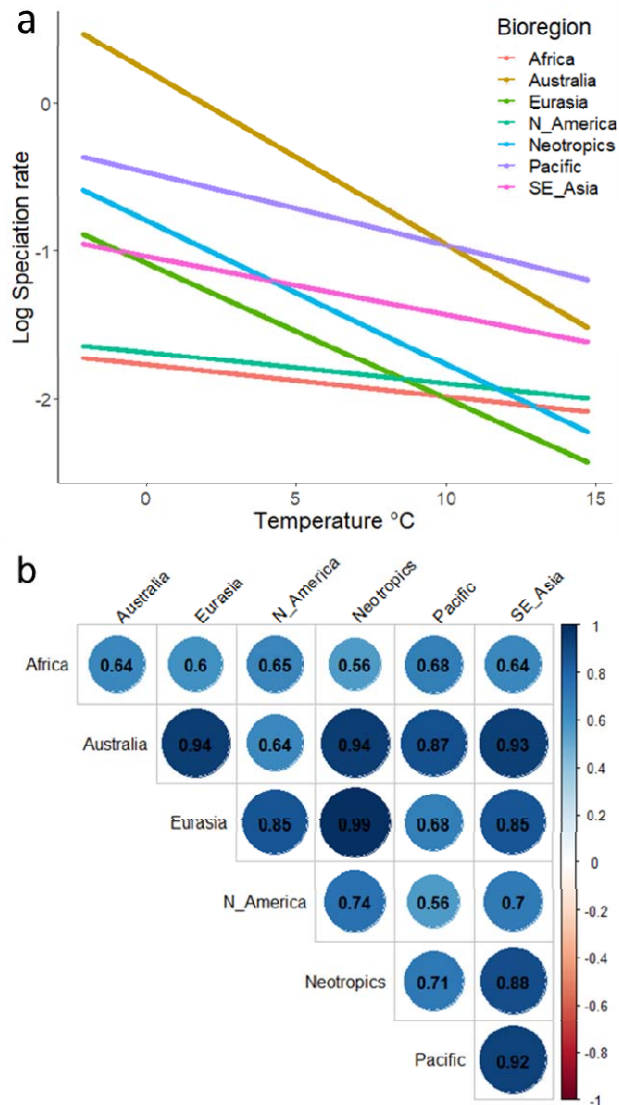 a
Bioregion
Africa
Australia
Eurasia
N_America
Neotropics
Pacific
SE_Asia
0
-1
-2
Log Speciation rate
0 5 10 15
Temperature °C
b
Australia Eurasia N_America Neotropics Pacific SE_Asia
Africa 0.64 0.6 0.65 0.56 0.68 0.64
Australia 0.94 0.64 0.94 0.87 0.93
Eurasia 0.85 0.99 0.68 0.85
N_America 0.74 0.56 0.7
Neotropics 0.71 0.88
Pacific 0.92
1
0.8
0.6
0.4
0.2
0
-0.2
-0.4
-0.6
-0.8
-1